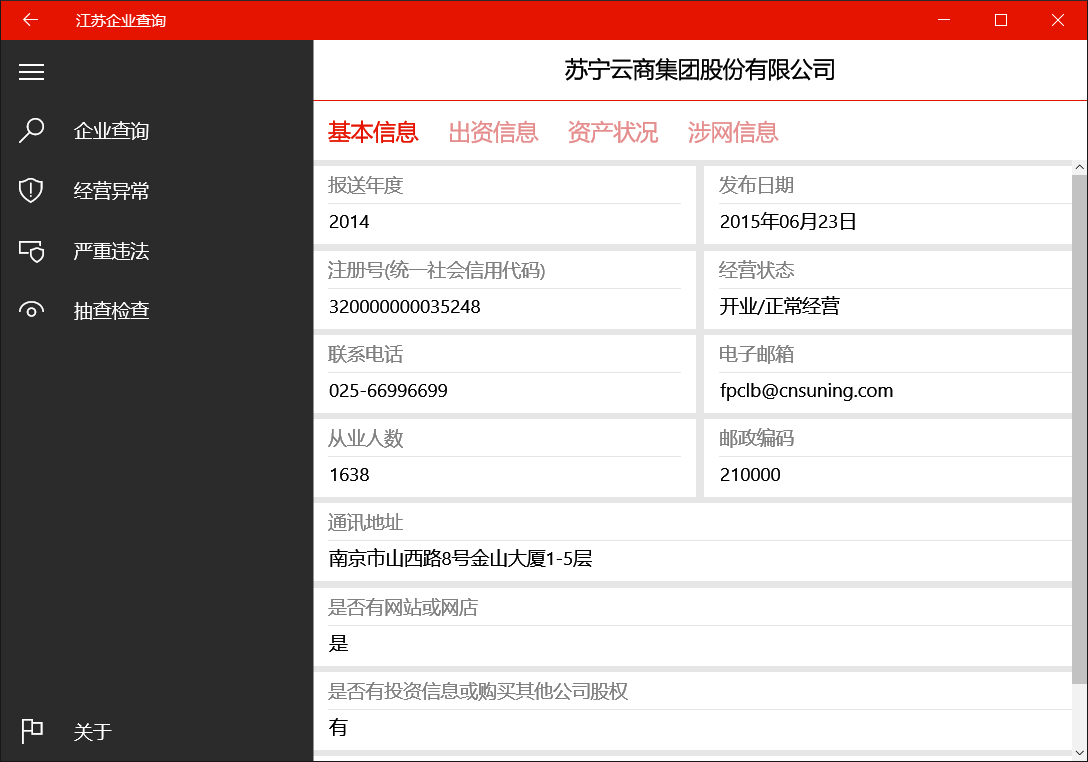 江苏企业查询
企业查询
经营异常
严重违法
抽查检查
关于
苏宁云商集团股份有限公司
基本信息 出资信息 资产状况 涉网信息
报送年度
2014
发布日期
2015年06月23日
注册号(统一社会信用代码)
320000000035248
经营状态
开业/正常经营
联系电话
025-66996699
电子邮箱
fpclb@cnsuning.com
从业人数
1638
邮政编码
210000
通讯地址
南京市山西路8号金山大厦1-5层
是否有网站或网店
是
是否有投资信息或购买其他公司股权
有